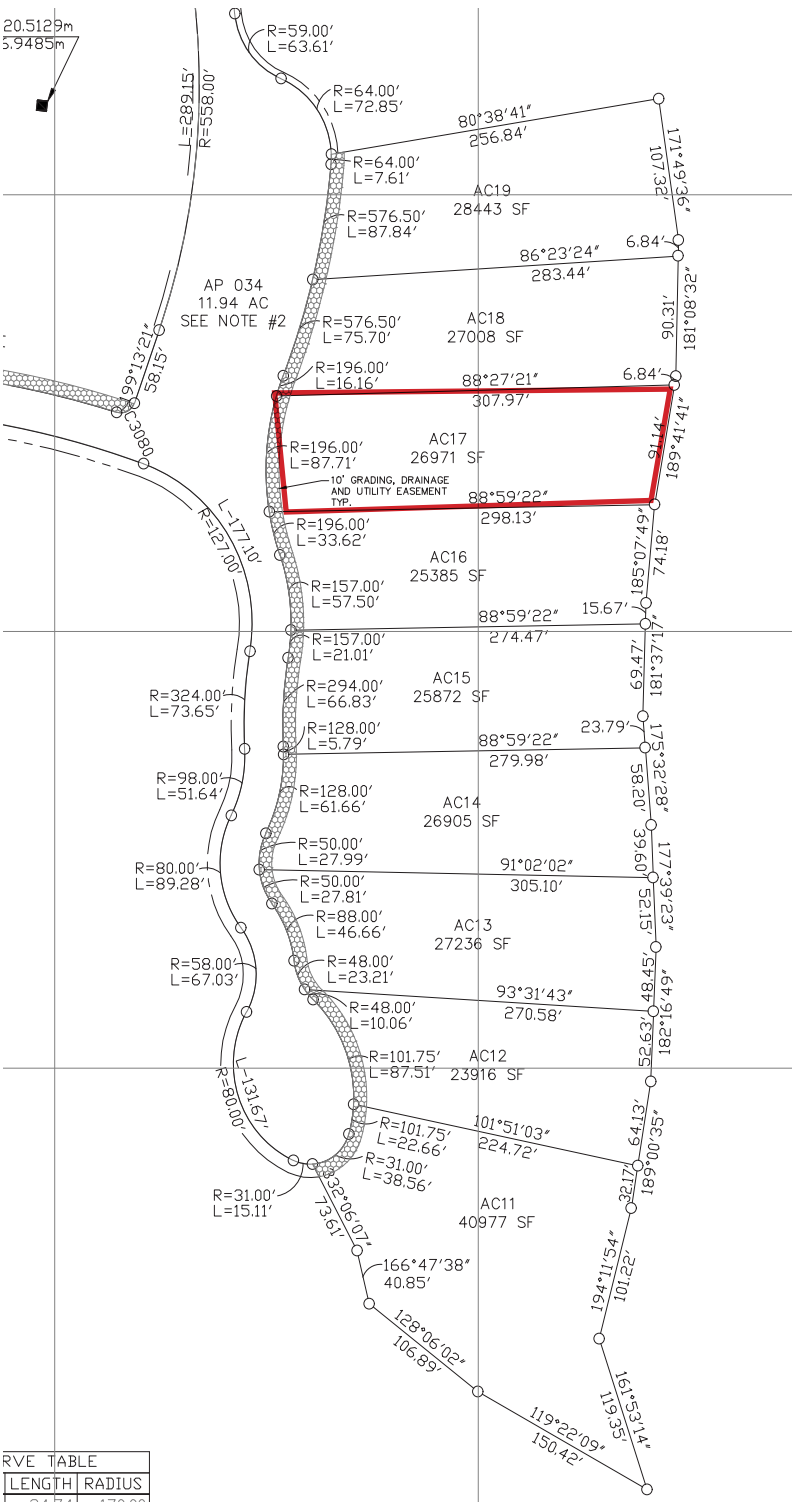 20.5129m
5.9485m
L=289.15'
R=558.00'
R=59.00'
L=63.61'
R=64.00'
L=72.85'
80°38'41"
256.84'
171°49'36"
107.32'
R=64.00'
L=7.61'
AC19
28443 SF
R=576.50'
L=87.84'
6.84'
86°23'24"
283.44'
AP 034
11.94 AC
SEE NOTE #2
AC18
27008 SF
90.31'
181°08'32"
R=576.50'
L=75.70'
199°13'21"
58.15'
R=196.00'
L=16.16'
88°27'21"
307.97'
6.84'
C3080
AC17
26971 SF
R=196.00'
L=87.71'
91.14'
189°41'41"
10' GRADING, DRAINAGE
AND UTILITY EASEMENT
TYP.
88°59'22"
298.13'
L-177.10'
R=127.00'
R=196.00'
L=33.62'
AC16
25385 SF
185°07'49"
74.18'
R=157.00'
L=57.50'
15.67'
88°59'22"
274.47'
R=157.00'
L=21.01'
AC15
25872 SF
69.47'
181°37'17"
R=324.00'
L=73.65'
R=294.00'
L=66.83'
23.79'
R=128.00'
L=5.79'
88°59'22"
279.98'
175°32'28"
58.20'
R=98.00'
L=51.64'
R=128.00'
L=61.66'
AC14
26905 SF
39.60'
R=50.00'
L=27.99'
91°02'02"
305.10'
177°39'23"
52.15'
R=80.00'
L=89.28'
R=50.00'
L=27.81'
R=88.00'
L=46.66'
AC13
27236 SF
R=58.00'
L=67.03'
R=48.00'
L=23.21'
48.45'
182°16'49"
52.63'
93°31'43"
270.58'
R=48.00'
L=10.06'
R=101.75'
L=87.51'
AC12
23916 SF
L-131.67'
R=80.00'
101°51'03"
224.72'
64.13'
189°00'35"
32.17'
R=101.75'
L=22.66'
R=31.00'
L=38.56'
R=31.00'
L=15.11'
32°06'07"
73.61'
AC11
40977 SF
166°47'38"
40.85'
194°11'54"
101.22'
128°06'02"
106.89'
161°53'14"
119.35'
119°22'09"
150.42'
RVE TABLE
LENGTH RADIUS